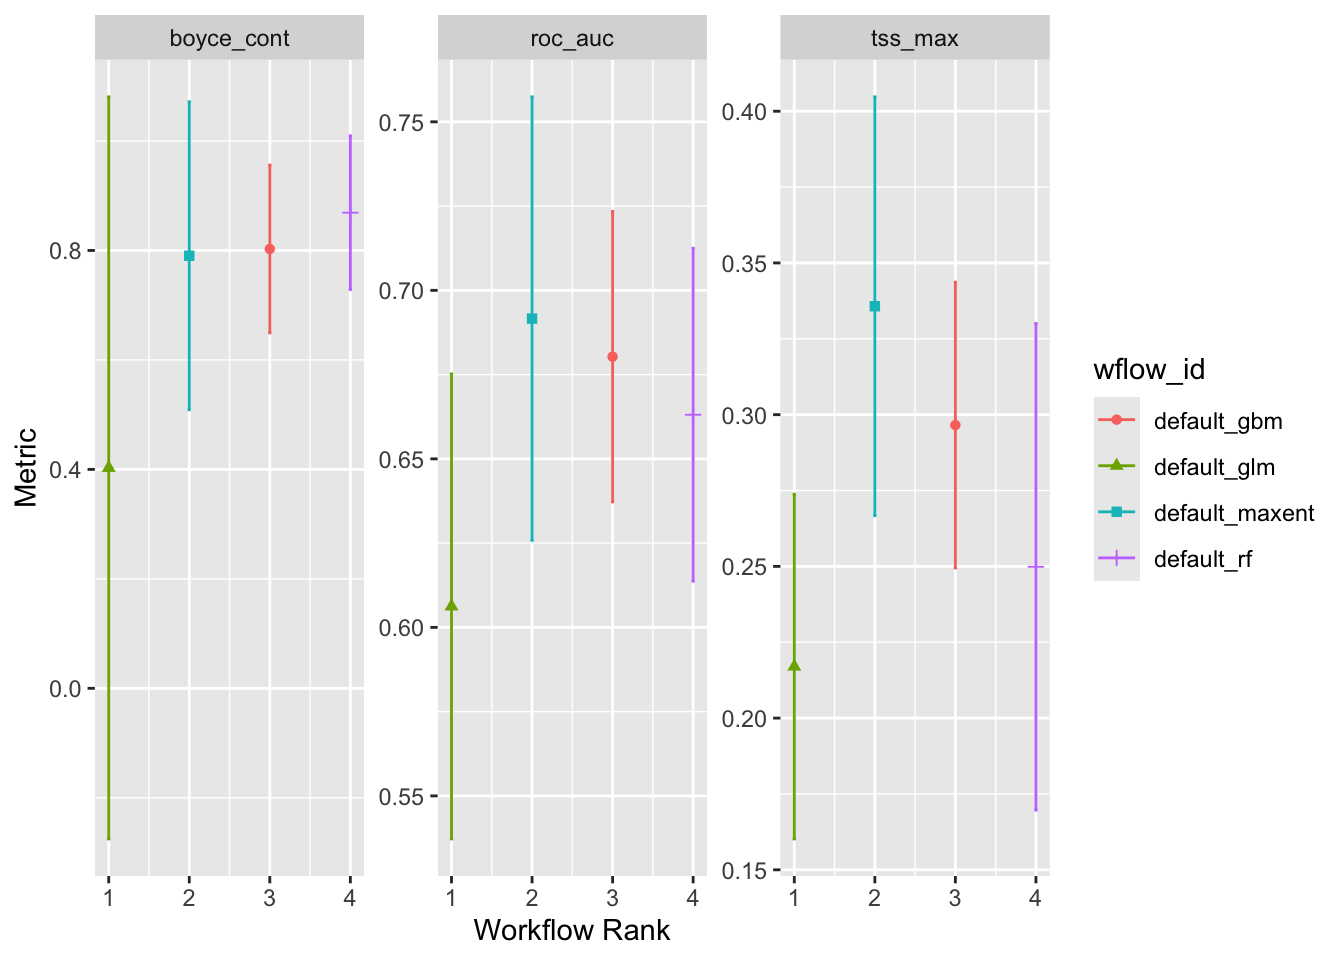 boyce_cont
roc_auc
tss_max
Metric
0.8
0.4
0.0
0.75
0.70
0.65
0.60
0.55
0.40
0.35
0.30
0.25
0.20
0.15
1 2 3 4
1 2 3 4
1 2 3 4
Workflow Rank
wflow_id
default_gbm
default_glm
default_maxent
default_rf